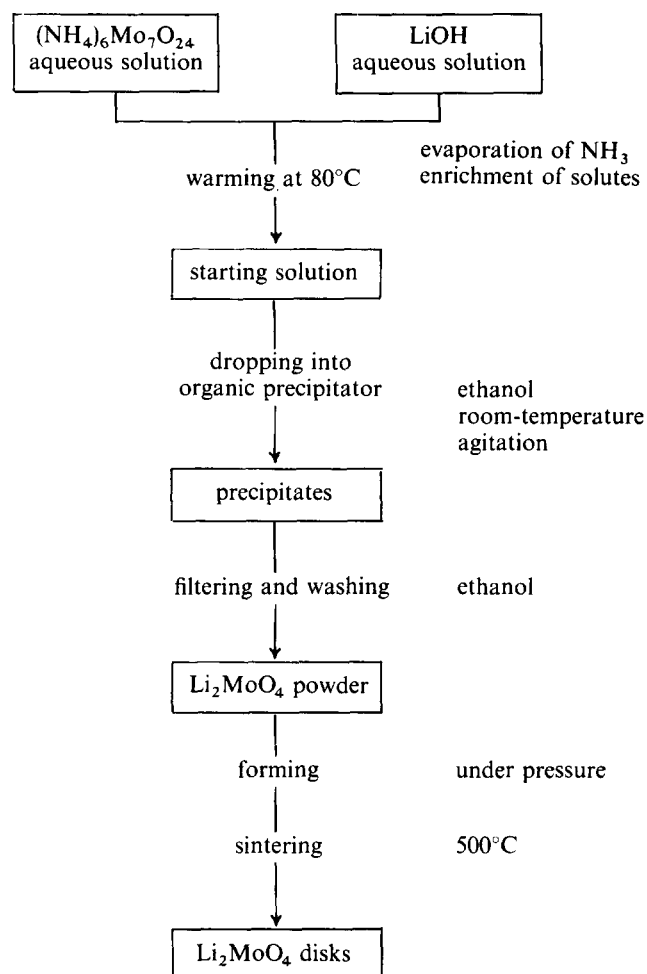 (NH₄)₆Mo₇O₂₄
aqueous solution
LiOH
aqueous solution
evaporation of NH₃
warming at 80°C
enrichment of solutes
starting solution
dropping into
organic precipitator
ethanol
room-temperature
agitation
precipitates
filtering and washing
ethanol
Li₂MoO₄ powder
forming
under pressure
sintering
500°C
Li₂MoO₄ disks